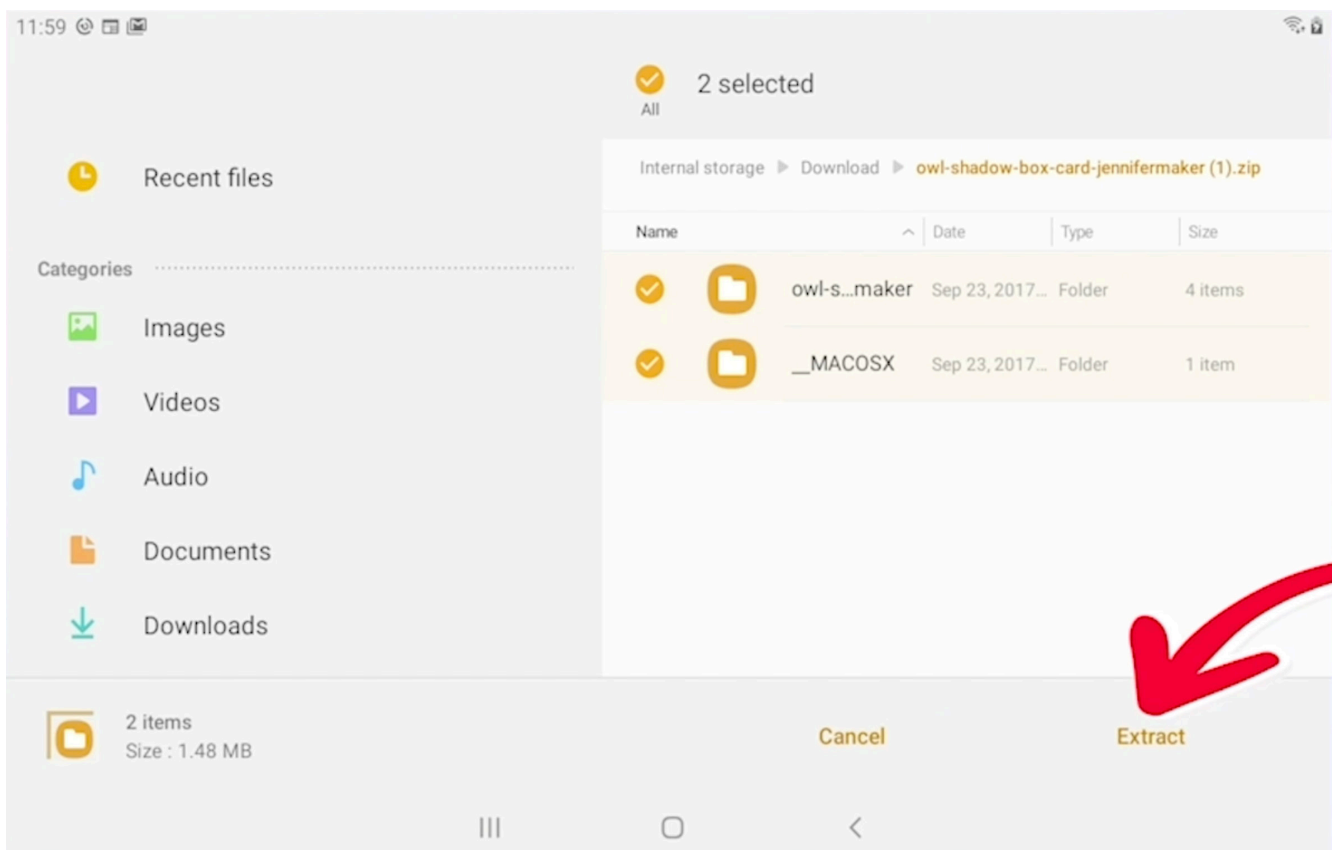 11:59
2 selected
All
Recent files
Internal storage Download owl-shadow-box-card-jennifermaker (1).zip
Name Date Type Size
Categories
owl-s...maker Sep 23, 2017... Folder 4 items
Images
__MACOSX Sep 23, 2017... Folder 1 item
Videos
Audio
Documents
Downloads
2 items
Size : 1.48 MB
Cancel Extract